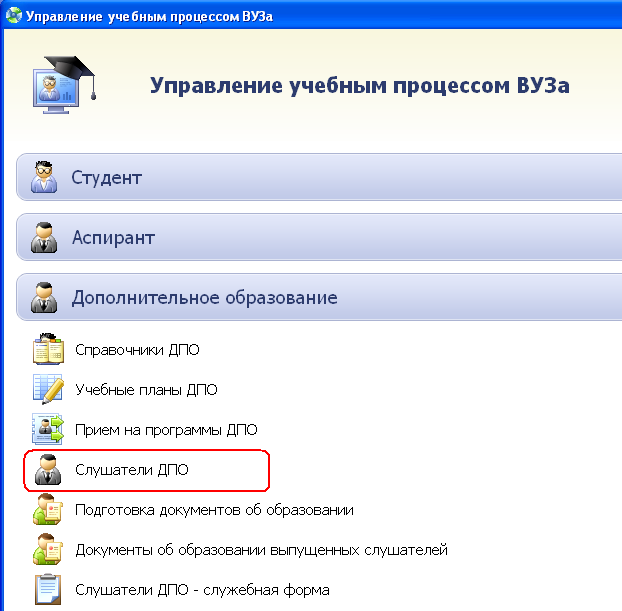 Управление учебным процессом ВУЗа
Управление учебным процессом ВУЗа
Студент
Аспирант
Дополнительное образование
Справочники ДПО
Учебные планы ДПО
Прием на программы ДПО
Слушатели ДПО
Подготовка документов об образовании
Документы об образовании выпущенных слушателей
Слушатели ДПО - служебная форма